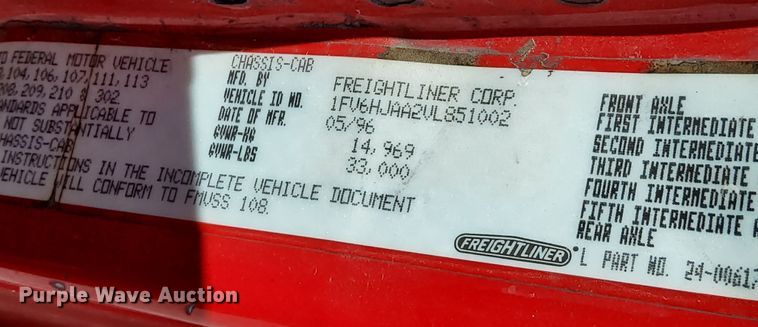 TO FEDERAL MOTOR VEHICLE
104, 106, 107, 111, 113
208, 209, 210 & 302
STANDARDS APPLICABLE TO
NOT SUBSTANTIALLY
CHASSIS-CAB
INSTRUCTIONS IN THE INCOMPLETE VEHICLE DOCUMENT
VEHICLE WILL CONFORM TO FMVSS 108.
CHASSIS-CAB
MFD. BY FREIGHTLINER CORP.
VEHICLE ID NO. 1FV6HJAA2VL851002
DATE OF MFR. 05/96
GVWR-KG 14,969
GVWR-LBS 33,000
FRONT AXLE
FIRST INTERMEDIATE
SECOND INTERMEDIATE
THIRD INTERMEDIATE
FOURTH INTERMEDIATE
FIFTH INTERMEDIATE A
REAR AXLE
FREIGHTLINER
L PART NO. 24-00617
Purple Wave Auction